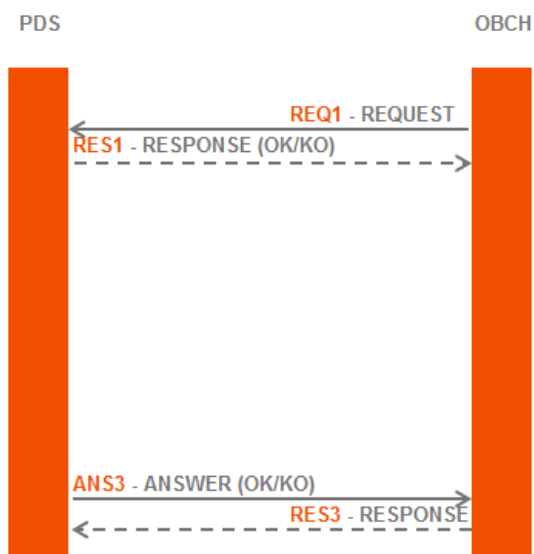 PDS
OBCH
REQ1 - REQUEST
RES1 - RESPONSE (OK/KO)
ANS3 - ANSWER (OK/KO)
RES3 - RESPONSE